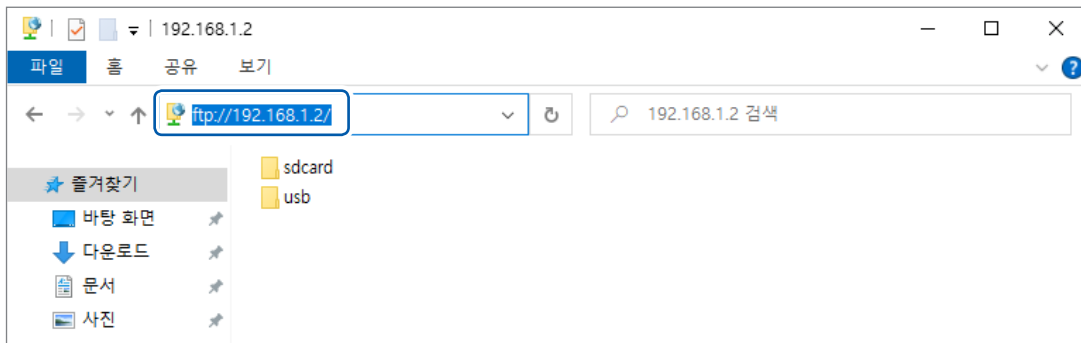 192.168.1.2
파일 홈 공유 보기
ftp://192.168.1.2/ 192.168.1.2 검색
즐겨찾기
바탕 화면
다운로드
문서
사진
sdcard
usb